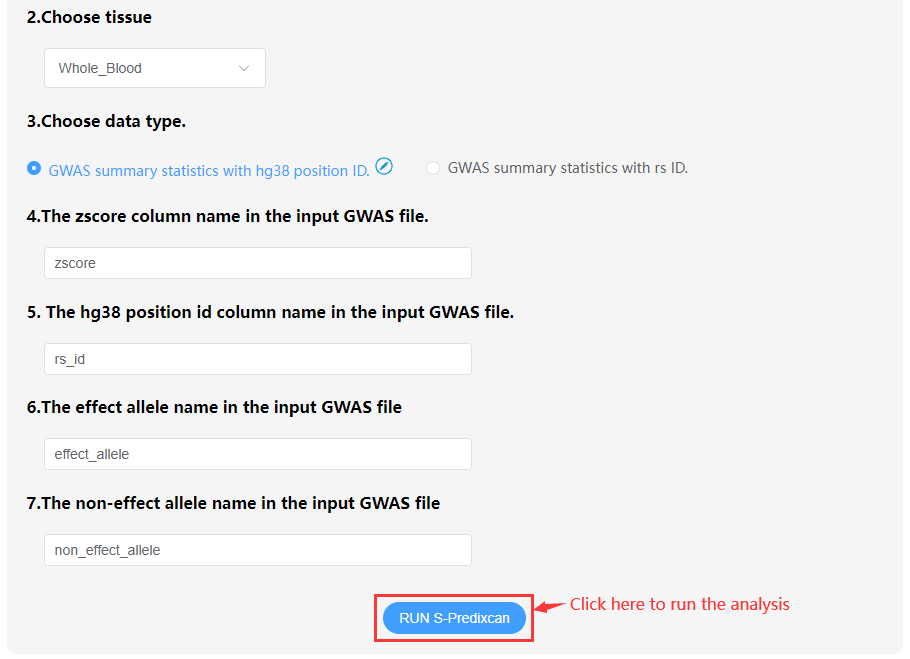 2.Choose tissue
Whole_Blood
3.Choose data type.
GWAS summary statistics with hg38 position ID. GWAS summary statistics with rs ID.
4.The zscore column name in the input GWAS file.
zscore
5. The hg38 position id column name in the input GWAS file.
rs_id
6.The effect allele name in the input GWAS file
effect_allele
7.The non-effect allele name in the input GWAS file
non_effect_allele
RUN S-Predixcan Click here to run the analysis